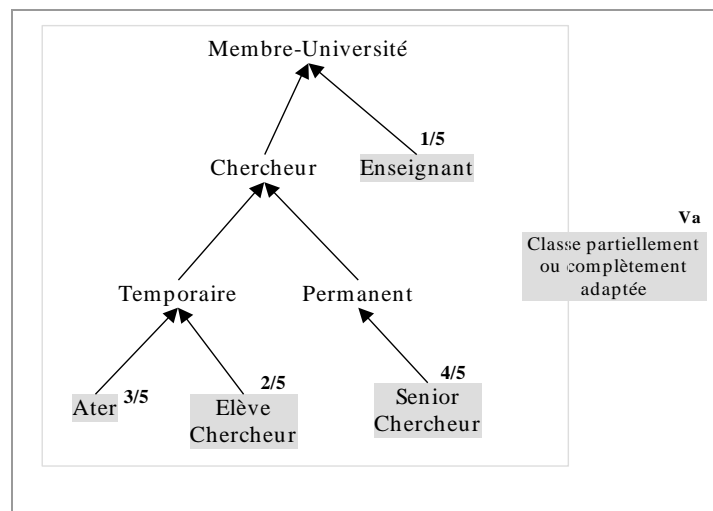 Membre-Université
1/5
Chercheur
Enseignant
Va
Classe partiellement
ou complètement
adaptée
Temporaire
Permanent
3/5
2/5
4/5
Ater
Elève
Chercheur
Senior
Chercheur